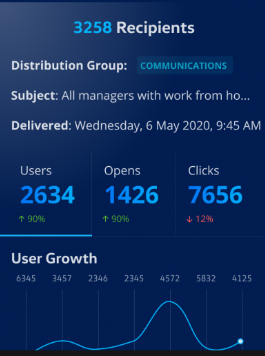 3258 Recipients
Distribution Group: COMMUNICATIONS
Subject: All managers with work from ho...
Delivered: Wednesday, 6 May 2020, 9:45 AM
Users Opens Clicks
2634 1426 7656
↑ 90% ↑ 90% ↓ 12%
User Growth
6345 3457 2346 2345 4572 5832 4125